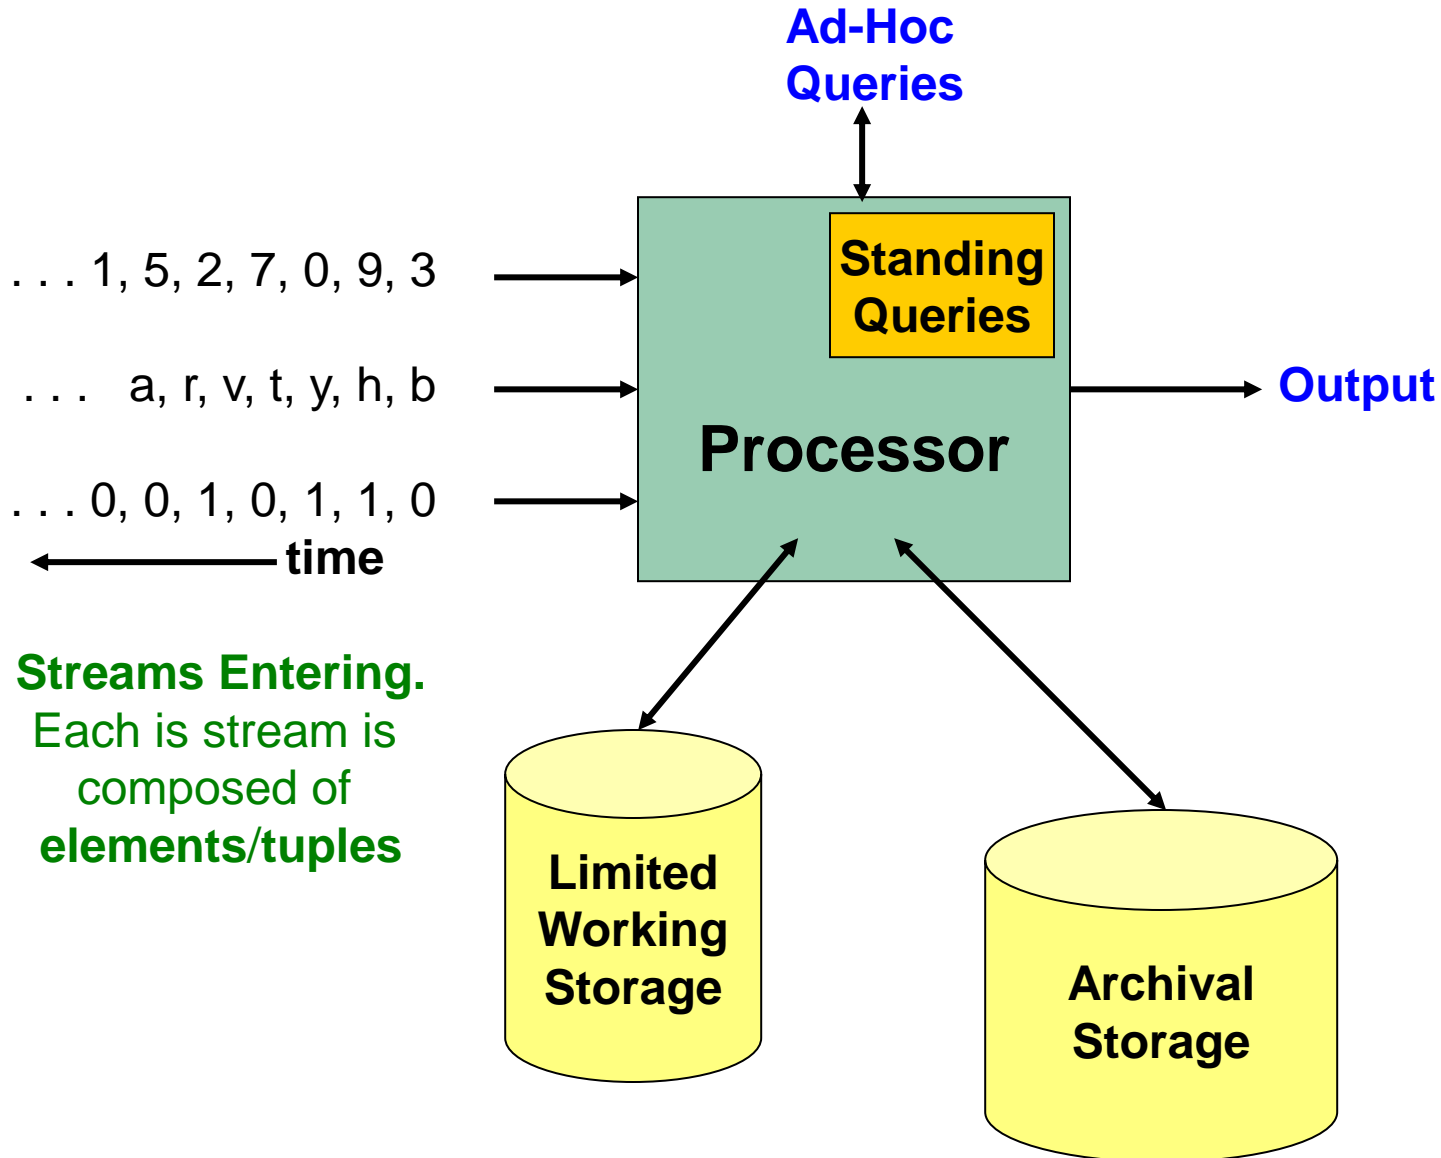 Ad-Hoc
Queries
. . . 1, 5, 2, 7, 0, 9, 3
. . . a, r, v, t, y, h, b
. . . 0, 0, 1, 0, 1, 1, 0
time
Streams Entering.
Each is stream is
composed of
elements/tuples
Standing
Queries
Processor
Output
Limited
Working
Storage
Archival
Storage